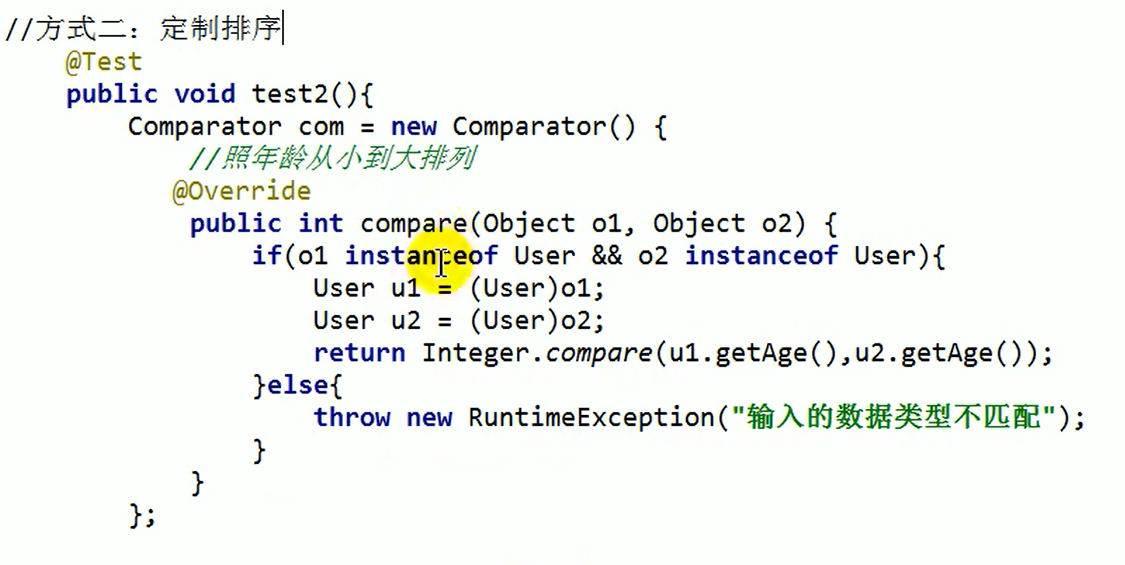 //方式二：定制排序
@Test
public void test2(){
Comparator com = new Comparator() {
//照年龄从小到大排列
@Override
public int compare(Object o1, Object o2) {
if(o1 instanceof User && o2 instanceof User){
User u1 = (User)o1;
User u2 = (User)o2;
return Integer.compare(u1.getAge(),u2.getAge());
}else{
throw new RuntimeException("输入的数据类型不匹配");
}
}
};